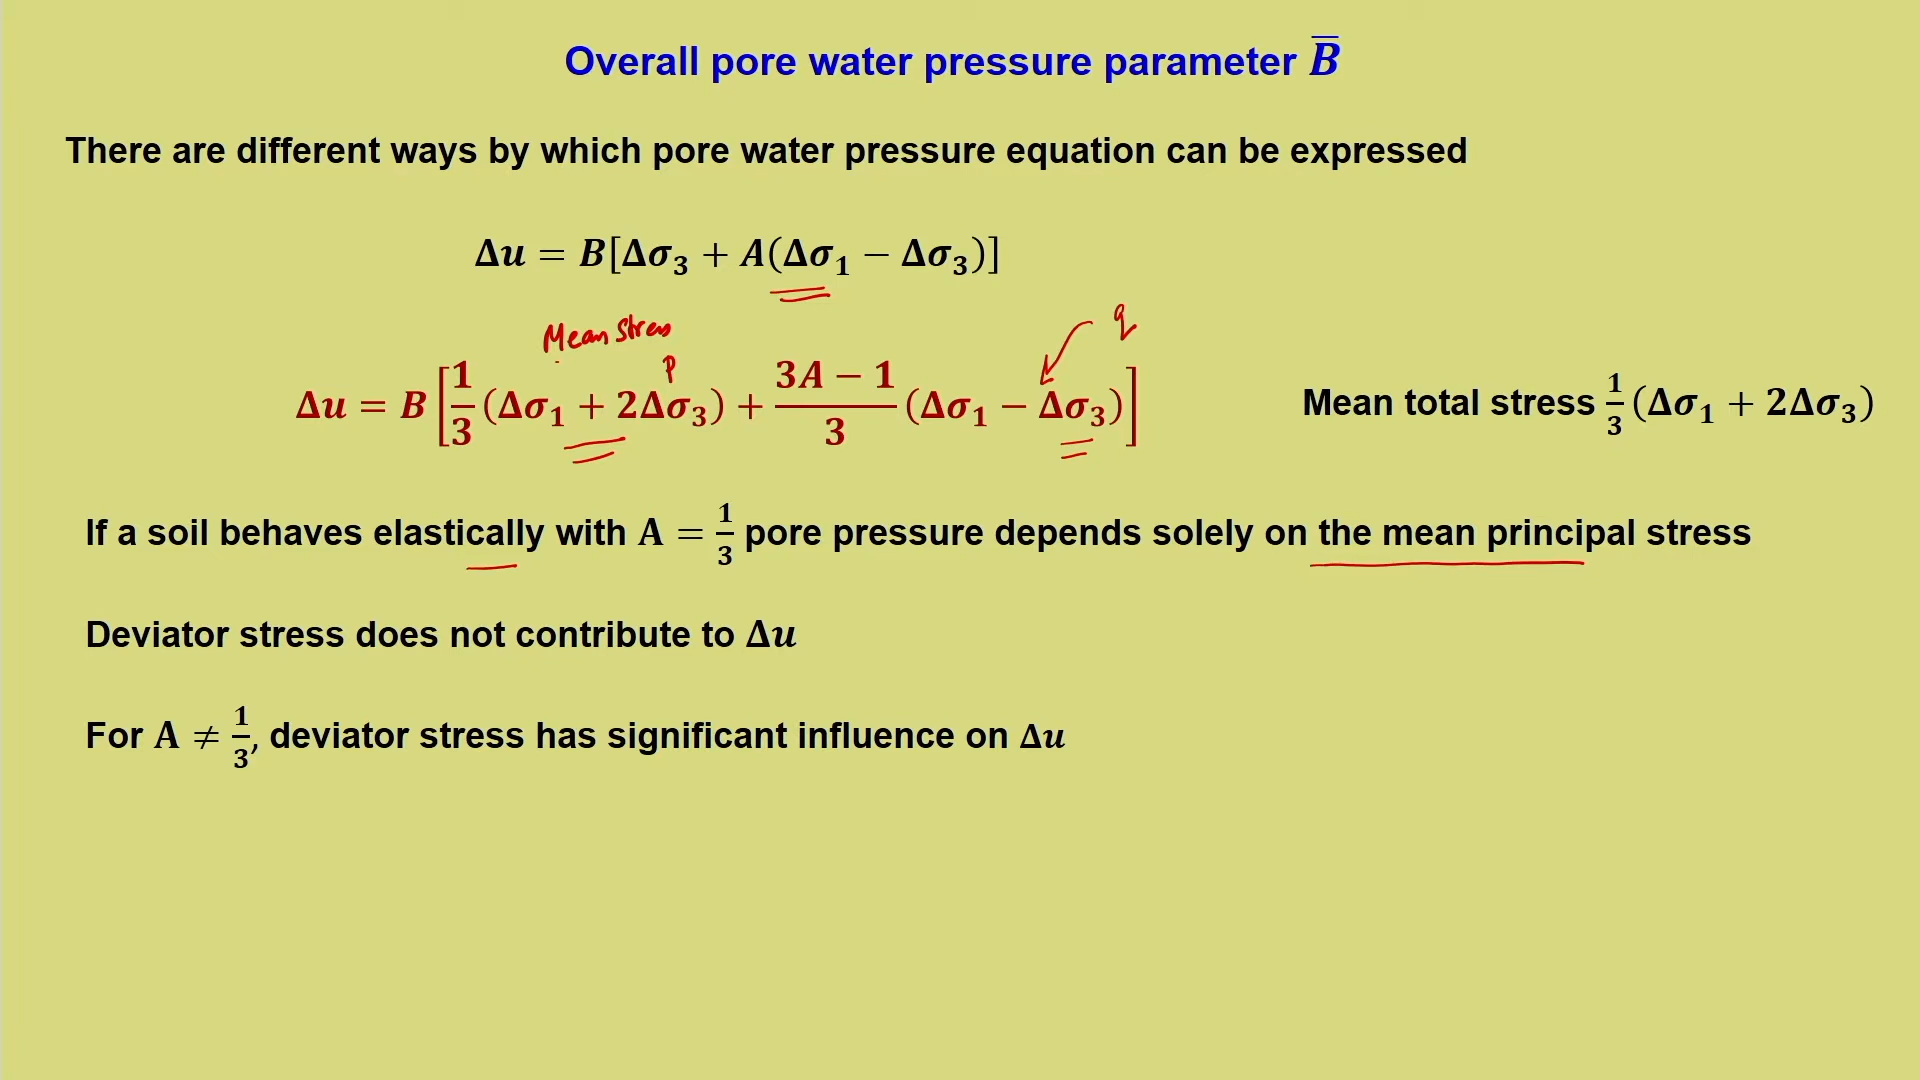 Overall pore water pressure parameter B̅
There are different ways by which pore water pressure equation can be expressed
Δu = B[Δσ₃ + A(Δσ₁ − Δσ₃)]
Mean Stress
p
q
Δu = B[1/3(Δσ₁ + 2Δσ₃) + (3A − 1)/3 (Δσ₁ − Δσ₃)]
Mean total stress 1/3(Δσ₁ + 2Δσ₃)
If a soil behaves elastically with A = 1/3 pore pressure depends solely on the mean principal stress
Deviator stress does not contribute to Δu
For A ≠ 1/3, deviator stress has significant influence on Δu